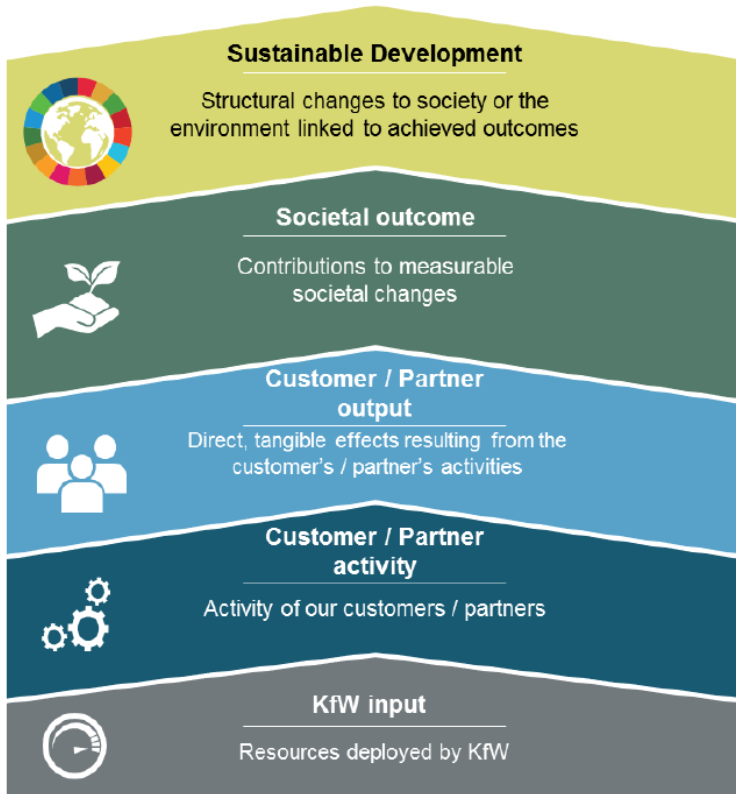 Sustainable Development
Structural changes to society or the
environment linked to achieved outcomes
Societal outcome
Contributions to measurable
societal changes
Customer / Partner
output
Direct, tangible effects resulting from the
customer's / partner's activities
Customer / Partner
activity
Activity of our customers / partners
KfW input
Resources deployed by KfW